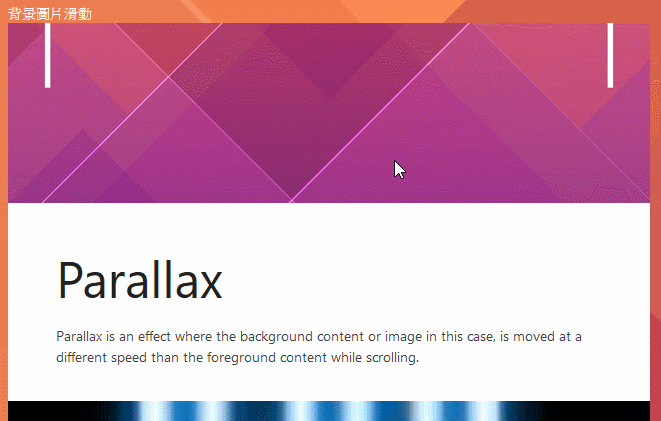 背景圖片滑動
Parallax
Parallax is an effect where the background content or image in this case, is moved at a
different speed than the foreground content while scrolling.